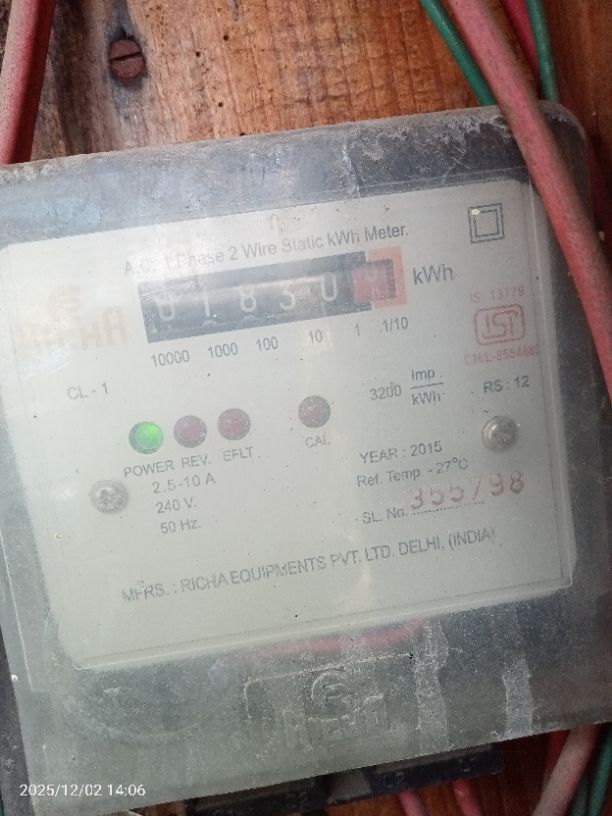 A.C. 1 Phase 2 Wire Static kWh Meter.
01830 kWh
10000 1000 100 10 1 1/10
IS: 13779
CL - 1
3200 Imp/kWh
RS : 12
POWER REV. EFLT CAL
2.5-10 A
240 V.
50 Hz.
YEAR : 2015
Ref. Temp. - 27°C
SL. No. 355798
MFRS. : RICHA EQUIPMENTS PVT. LTD. DELHI, (INDIA)
2025/12/02 14:06